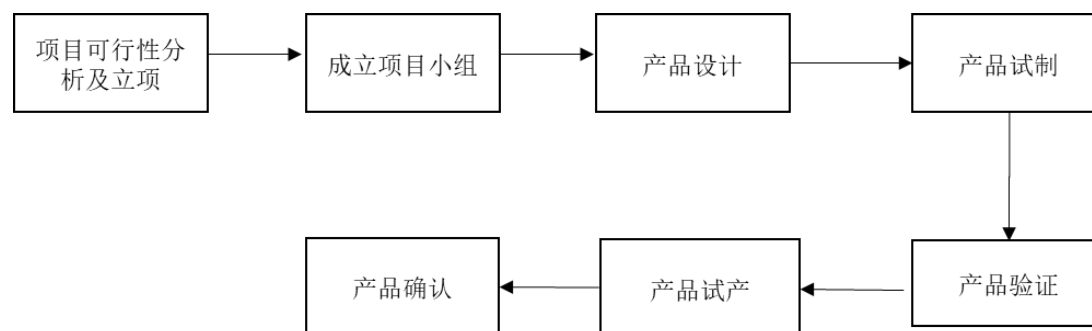 项目可行性分
析及立项
成立项目小组
产品设计
产品试制
产品验证
产品试产
产品确认